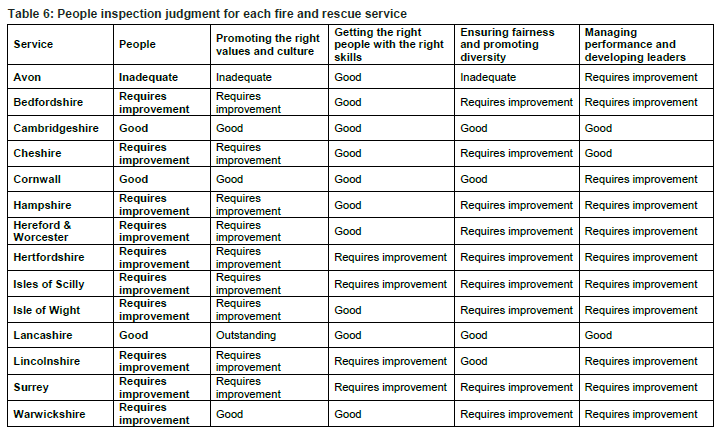 Table 6: People inspection judgment for each fire and rescue service
Service People Promoting the right values and culture Getting the right people with the right skills Ensuring fairness and promoting diversity Managing performance and developing leaders
Avon Inadequate Inadequate Good Inadequate Requires improvement
Bedfordshire Requires improvement Requires improvement Good Requires improvement Requires improvement
Cambridgeshire Good Good Good Good Good
Cheshire Requires improvement Requires improvement Good Requires improvement Good
Cornwall Good Good Good Good Requires improvement
Hampshire Requires improvement Requires improvement Good Requires improvement Requires improvement
Hereford & Worcester Requires improvement Requires improvement Good Requires improvement Requires improvement
Hertfordshire Requires improvement Requires improvement Requires improvement Requires improvement Requires improvement
Isles of Scilly Requires improvement Requires improvement Requires improvement Requires improvement Requires improvement
Isle of Wight Requires improvement Requires improvement Good Requires improvement Requires improvement
Lancashire Good Outstanding Good Good Good
Lincolnshire Requires improvement Requires improvement Requires improvement Good Requires improvement
Surrey Requires improvement Requires improvement Requires improvement Requires improvement Requires improvement
Warwickshire Requires improvement Good Good Requires improvement Requires improvement